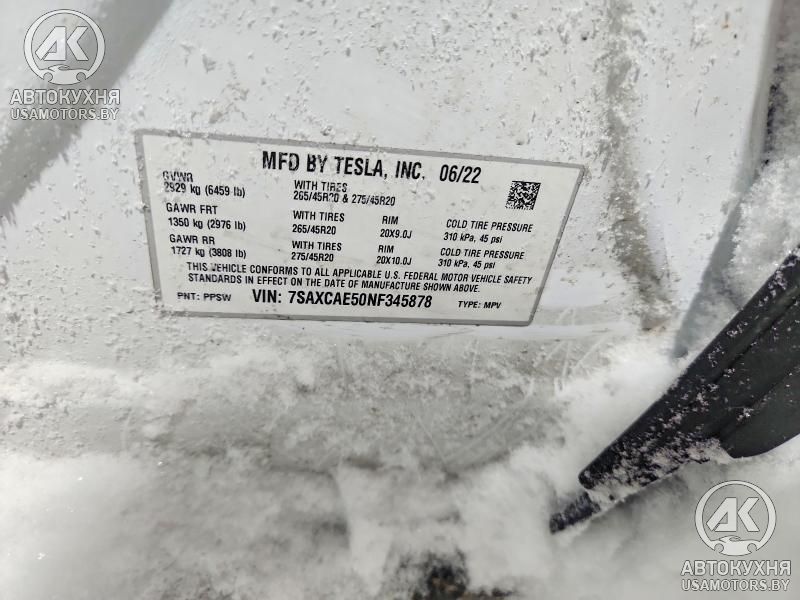 AK
АВТОКУХНЯ
USAMOTORS.BY
MFD BY TESLA, INC. 06/22
GVWR
2929 kg (6459 lb)
WITH TIRES
265/45R20 & 275/45R20
GAWR FRT
1350 kg (2976 lb)
WITH TIRES
265/45R20
RIM
20X9.0J
COLD TIRE PRESSURE
310 kPa, 45 psi
GAWR RR
1727 kg (3808 lb)
WITH TIRES
275/45R20
RIM
20X10.0J
COLD TIRE PRESSURE
310 kPa, 45 psi
THIS VEHICLE CONFORMS TO ALL APPLICABLE U.S. FEDERAL MOTOR VEHICLE SAFETY
STANDARDS IN EFFECT ON THE DATE OF MANUFACTURE SHOWN ABOVE.
PNT: PPSW VIN: 7SAXCAE50NF345878 TYPE: MPV
AK
АВТОКУХНЯ
USAMOTORS.BY